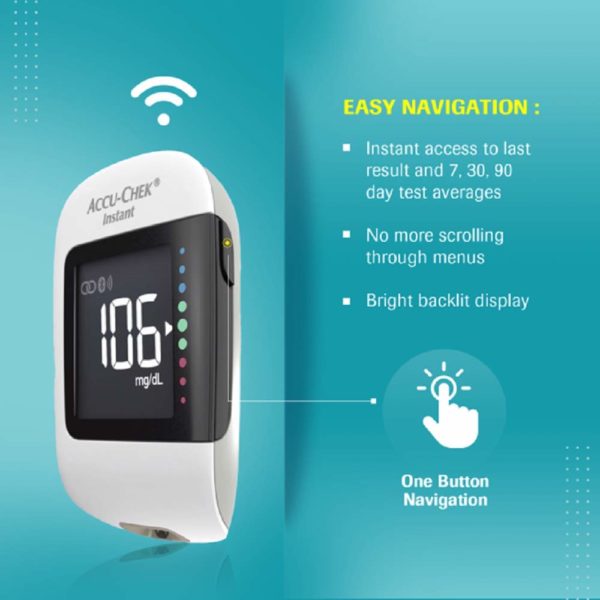 ACCU-CHEK®
Instant
106
mg/dL
EASY NAVIGATION :
Instant access to last
result and 7, 30, 90
day test averages
No more scrolling
through menus
Bright backlit display
One Button
Navigation